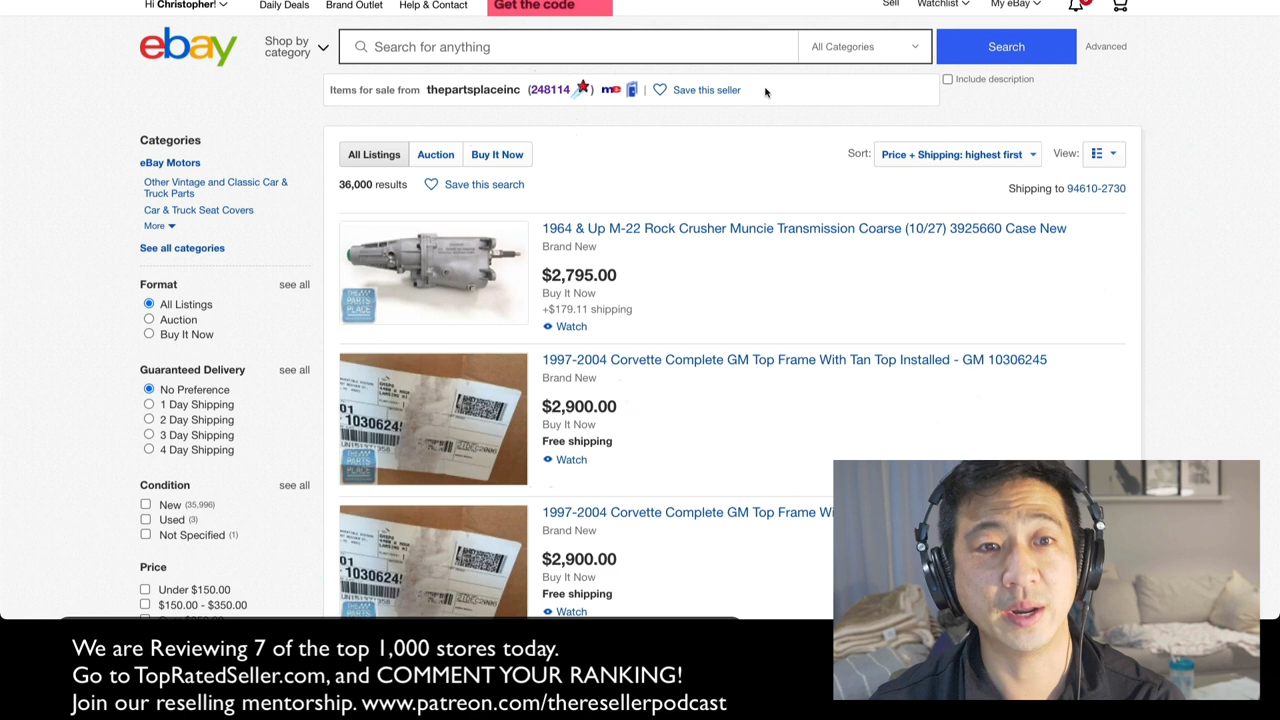 Hi Christopher!
Daily Deals
Brand Outlet
Help & Contact
Get the code
Sell
Watchlist
My eBay
ebay
Shop by category
Search for anything
All Categories
Search
Advanced
Items for sale from thepartsplaceinc (248114) me | Save this seller
Include description
Categories
eBay Motors
Other Vintage and Classic Car &
Truck Parts
Car & Truck Seat Covers
More
See all categories
Format see all
All Listings
Auction
Buy It Now
Guaranteed Delivery see all
No Preference
1 Day Shipping
2 Day Shipping
3 Day Shipping
4 Day Shipping
Condition see all
New (35,996)
Used (3)
Not Specified (1)
Price
Under $150.00
$150.00 - $350.00
All Listings Auction Buy It Now
Sort: Price + Shipping: highest first View:
36,000 results Save this search
Shipping to 94610-2730
THE PARTS PLACE
1964 & Up M-22 Rock Crusher Muncie Transmission Coarse (10/27) 3925660 Case New
Brand New
$2,795.00
Buy It Now
+$179.11 shipping
Watch
10306245
THE PARTS PLACE
1997-2004 Corvette Complete GM Top Frame With Tan Top Installed - GM 10306245
Brand New
$2,900.00
Buy It Now
Free shipping
Watch
10306245
1997-2004 Corvette Complete GM Top Frame Wi
Brand New
$2,900.00
Buy It Now
Free shipping
Watch
We are Reviewing 7 of the top 1,000 stores today.
Go to TopRatedSeller.com, and COMMENT YOUR RANKING!
Join our reselling mentorship. www.patreon.com/theresellerpodcast